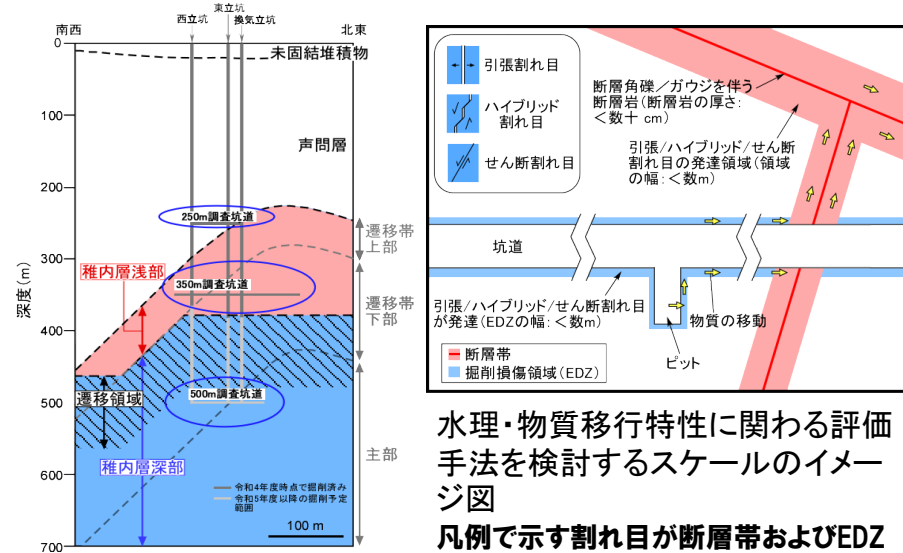 南西
西立坑
東立坑
換気立坑
北東
0
未固結堆積物
100
声問層
200
250m調査坑道
遷移帯
上部
300
稚内層浅部
350m調査坑道
深度(m)
遷移帯
下部
400
500m調査坑道
500
遷移領域
主部
稚内層深部
600
令和4年度時点で掘削済み
令和5年度以降の掘削予定
範囲
100 m
700
引張割れ目
ハイブリッド
割れ目
せん断割れ目
断層角礫/ガウジを伴う
断層岩(断層岩の厚さ:
<数十 cm)
引張/ハイブリッド/せん断
割れ目の発達領域(領域
の幅:<数m)
坑道
引張/ハイブリッド/せん断割れ目
が発達(EDZの幅:<数m)
物質の移動
ピット
断層帯
掘削損傷領域(EDZ)
水理・物質移行特性に関わる評価
手法を検討するスケールのイメー
ジ図
凡例で示す割れ目が断層帯およびEDZ